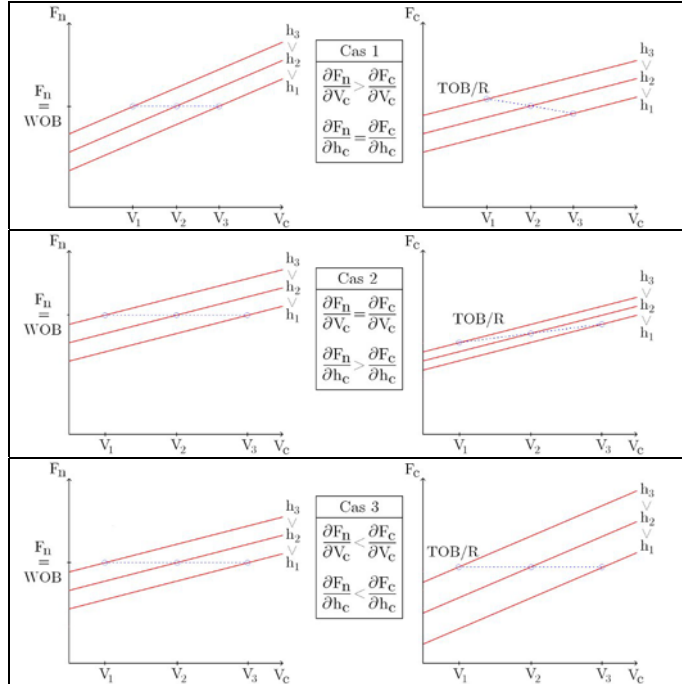 Fn
Fn
=
WOB
h3
∨
h2
∨
h1
V1 V2 V3 Vc
Cas 1
∂Fn/∂Vc > ∂Fc/∂Vc
∂Fn/∂hc = ∂Fc/∂hc
Fc
TOB/R
h3
∨
h2
∨
h1
V1 V2 V3 Vc
Fn
Fn
=
WOB
h3
∨
h2
∨
h1
V1 V2 V3 Vc
Cas 2
∂Fn/∂Vc = ∂Fc/∂Vc
∂Fn/∂hc > ∂Fc/∂hc
Fc
TOB/R
h3
∨
h2
∨
h1
V1 V2 V3 Vc
Fn
Fn
=
WOB
h3
∨
h2
∨
h1
V1 V2 V3 Vc
Cas 3
∂Fn/∂Vc < ∂Fc/∂Vc
∂Fn/∂hc < ∂Fc/∂hc
Fc
TOB/R
h3
∨
h2
∨
h1
V1 V2 V3 Vc